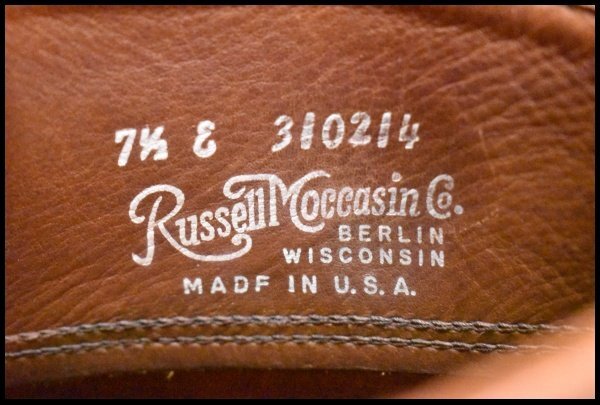 7½ E 310214
Russell Moccasin Co.
BERLIN
WISCONSIN
MADE IN U.S.A.